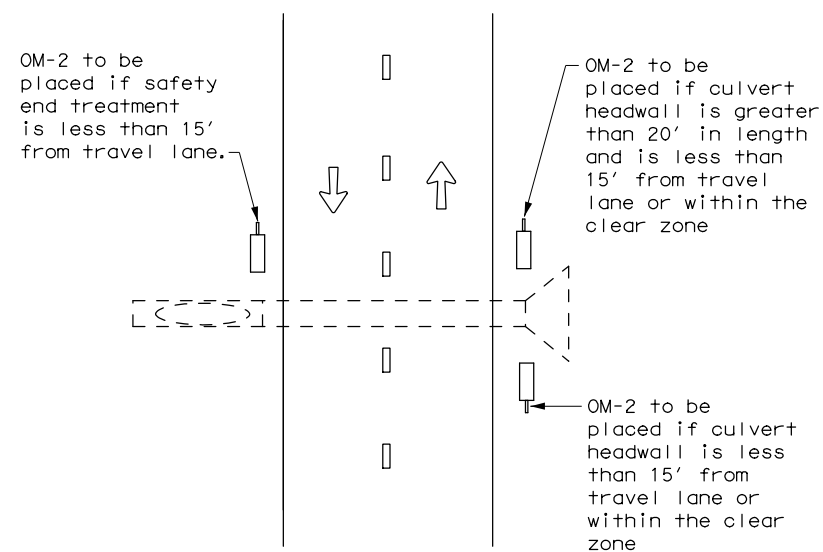 OM-2 to be
placed if safety
end treatment
is less than 15'
from travel lane.
OM-2 to be
placed if culvert
headwall is greater
than 20' in length
and is less than
15' from travel
lane or within the
clear zone
OM-2 to be
placed if culvert
headwall is less
than 15' from
travel lane or
within the clear
zone